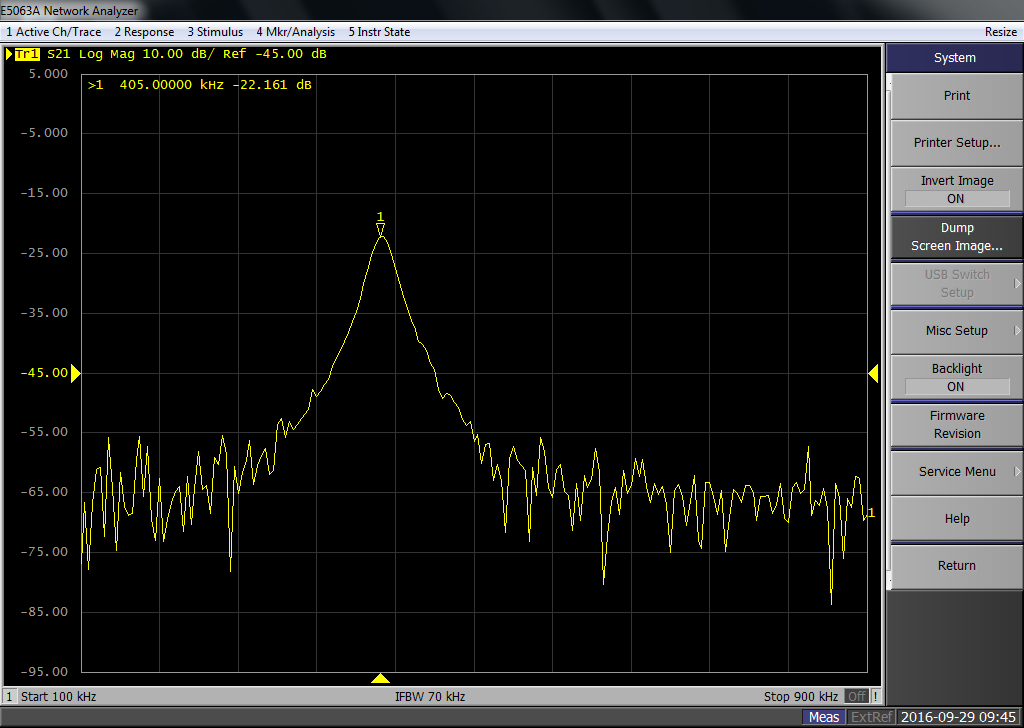 E5063A Network Analyzer
1 Active Ch/Trace 2 Response 3 Stimulus 4 Mkr/Analysis 5 Instr State Resize
Tr1 S21 Log Mag 10.00 dB/ Ref -45.00 dB
5.000
>1 405.00000 kHz -22.161 dB
-5.000
-15.00
1
-25.00
-35.00
-45.00
-55.00
-65.00
1
-75.00
-85.00
-95.00
1 Start 100 kHz IFBW 70 kHz Stop 900 kHz Off !
Meas ExtRef 2016-09-29 09:45
System
Print
Printer Setup...
Invert Image
ON
Dump
Screen Image...
USB Switch
Setup
Misc Setup
Backlight
ON
Firmware
Revision
Service Menu
Help
Return